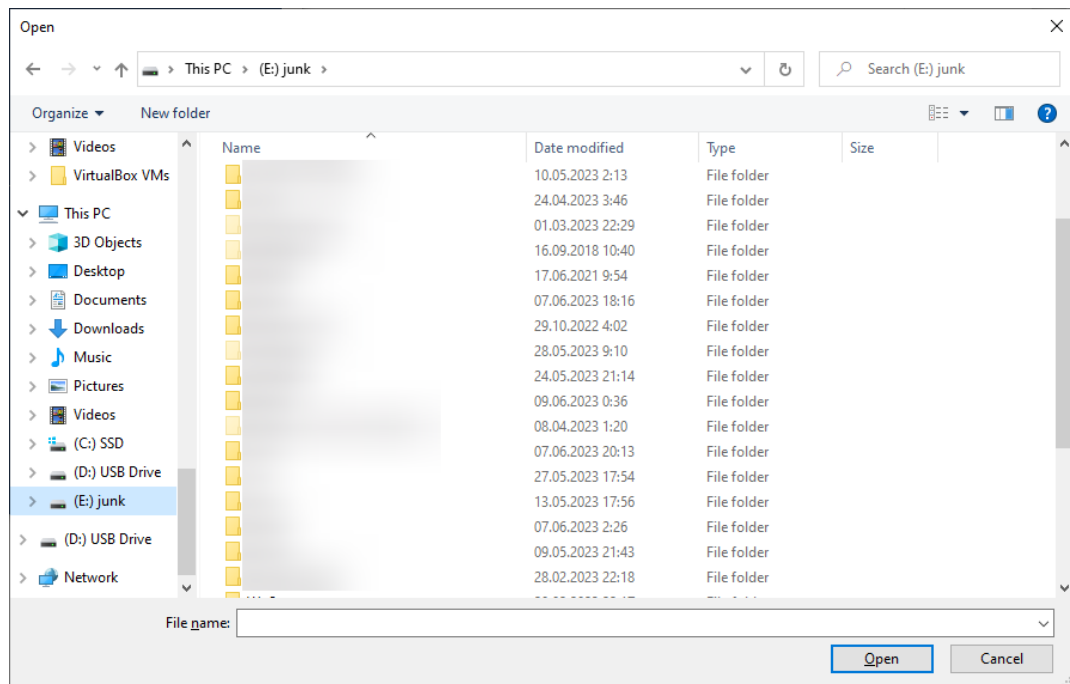 Open
This PC > (E:) junk >
Search (E:) junk
Organize
New folder
?
Name
Date modified
Type
Size
Videos
VirtualBox VMs
This PC
3D Objects
Desktop
Documents
Downloads
Music
Pictures
Videos
(C:) SSD
(D:) USB Drive
(E:) junk
(D:) USB Drive
Network
10.05.2023 2:13 File folder
24.04.2023 3:46 File folder
01.03.2023 22:29 File folder
16.09.2018 10:40 File folder
17.06.2021 9:54 File folder
07.06.2023 18:16 File folder
29.10.2022 4:02 File folder
28.05.2023 9:10 File folder
24.05.2023 21:14 File folder
09.06.2023 0:36 File folder
08.04.2023 1:20 File folder
07.06.2023 20:13 File folder
27.05.2023 17:54 File folder
13.05.2023 17:56 File folder
07.06.2023 2:26 File folder
09.05.2023 21:43 File folder
28.02.2023 22:18 File folder
File name:
Open
Cancel